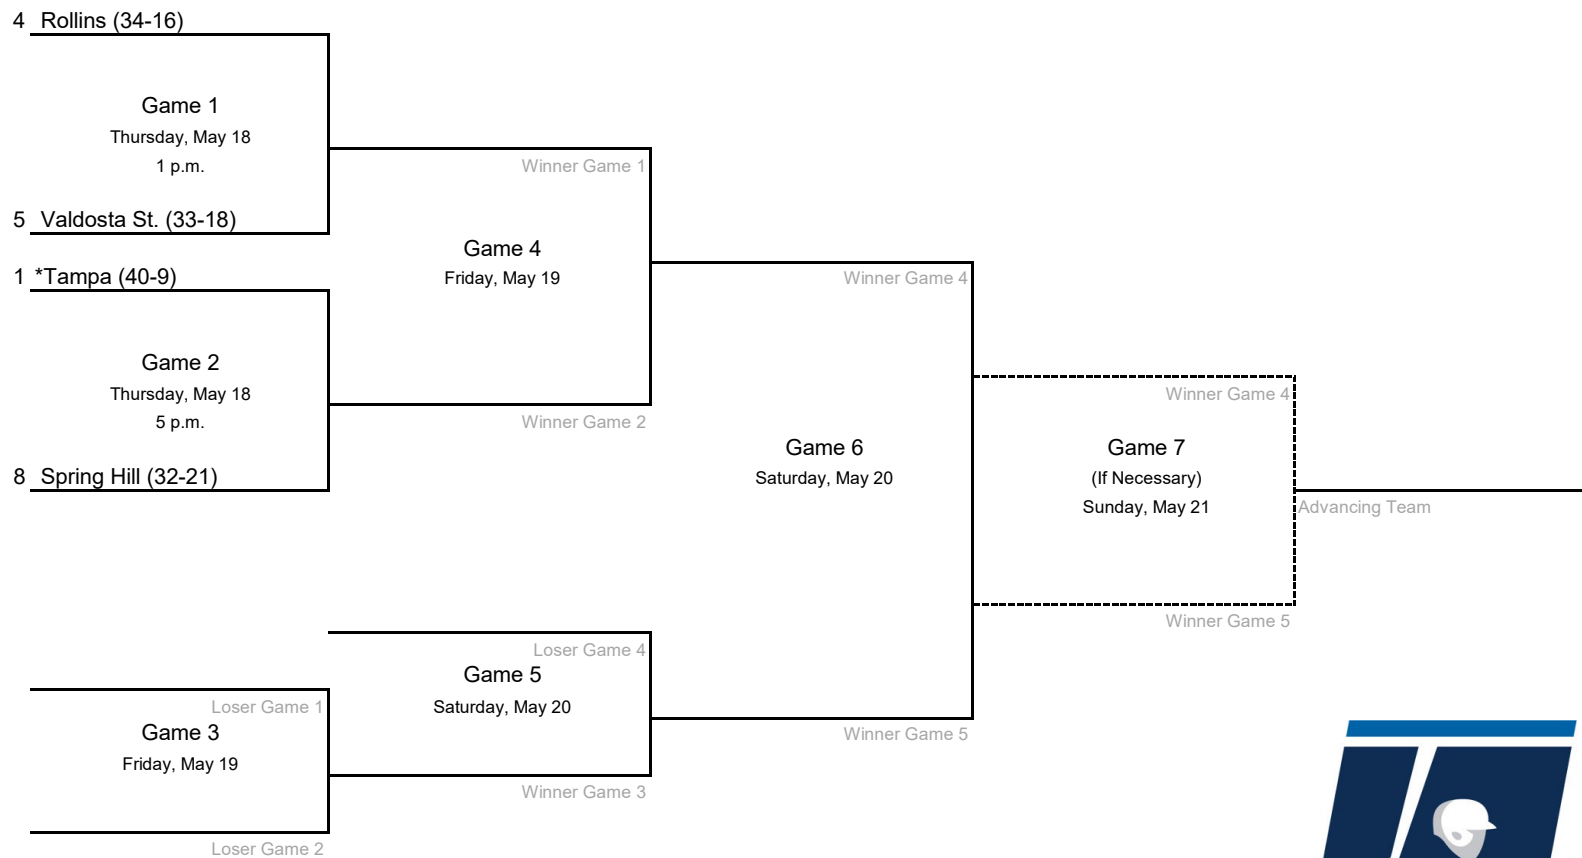 4 Rollins (34-16)
Game 1
Thursday, May 18
1 p.m.
5 Valdosta St. (33-18)
Winner Game 1
Game 4
Friday, May 19
1 *Tampa (40-9)
Game 2
Thursday, May 18
5 p.m.
8 Spring Hill (32-21)
Winner Game 2
Winner Game 4
Game 6
Saturday, May 20
Winner Game 4
Game 7
(If Necessary)
Sunday, May 21
Advancing Team
Winner Game 5
Loser Game 4
Game 5
Saturday, May 20
Winner Game 5
Loser Game 1
Game 3
Friday, May 19
Winner Game 3
Loser Game 2